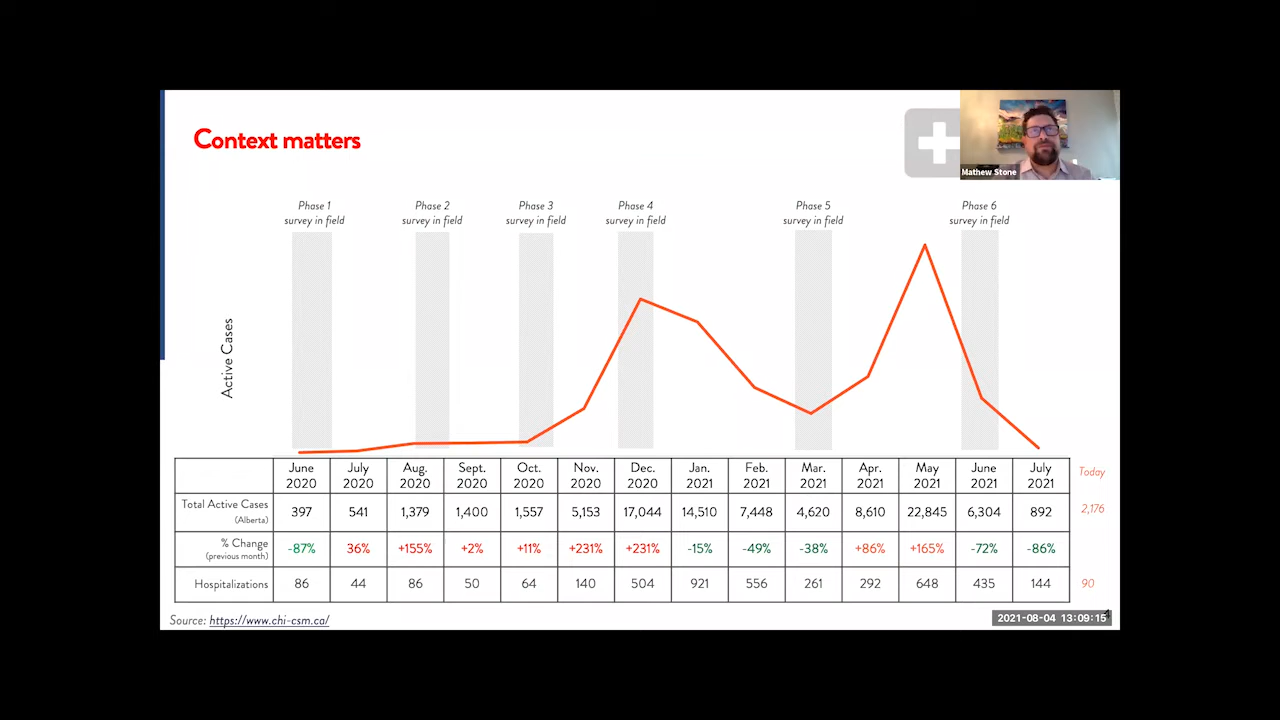 Context matters
Mathew Stone
Phase 1
survey in field
Phase 2
survey in field
Phase 3
survey in field
Phase 4
survey in field
Phase 5
survey in field
Phase 6
survey in field
Active Cases
June 2020 July 2020 Aug. 2020 Sept. 2020 Oct. 2020 Nov. 2020 Dec. 2020 Jan. 2021 Feb. 2021 Mar. 2021 Apr. 2021 May 2021 June 2021 July 2021 Today
Total Active Cases (Alberta) 397 541 1,379 1,400 1,557 5,153 17,044 14,510 7,448 4,620 8,610 22,845 6,304 892 2,176
% Change (previous month) -87% 36% +155% +2% +11% +231% +231% -15% -49% -38% +86% +165% -72% -86%
Hospitalizations 86 44 86 50 64 140 504 921 556 261 292 648 435 144 90
Source: https://www.chi-csm.ca/
2021-08-04 13:09:15
4